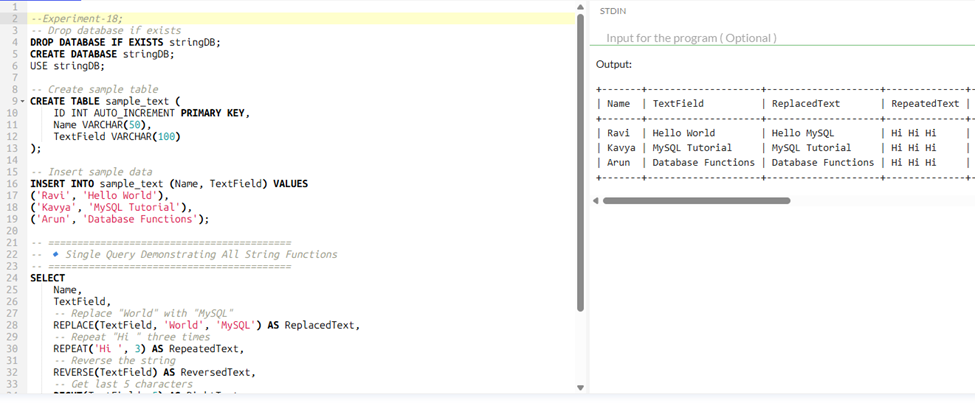 1
2 --Experiment-18;
3 -- Drop database if exists
4 DROP DATABASE IF EXISTS stringDB;
5 CREATE DATABASE stringDB;
6 USE stringDB;
7
8 -- Create sample table
9 CREATE TABLE sample_text (
10 ID INT AUTO_INCREMENT PRIMARY KEY,
11 Name VARCHAR(50),
12 TextField VARCHAR(100)
13 );
14
15 -- Insert sample data
16 INSERT INTO sample_text (Name, TextField) VALUES
17 ('Ravi', 'Hello World'),
18 ('Kavya', 'MySQL Tutorial'),
19 ('Arun', 'Database Functions');
20
21 -- ==========================================
22 -- 🔹 Single Query Demonstrating All String Functions
23 -- ==========================================
24 SELECT
25 Name,
26 TextField,
27 -- Replace "World" with "MySQL"
28 REPLACE(TextField, 'World', 'MySQL') AS ReplacedText,
29 -- Repeat "Hi " three times
30 REPEAT('Hi ', 3) AS RepeatedText,
31 -- Reverse the string
32 REVERSE(TextField) AS ReversedText,
33 -- Get last 5 characters
STDIN
Input for the program ( Optional )
Output:
+-------+--------------------+--------------------+--------------+
| Name | TextField | ReplacedText | RepeatedText |
+-------+--------------------+--------------------+--------------+
| Ravi | Hello World | Hello MySQL | Hi Hi Hi |
| Kavya | MySQL Tutorial | MySQL Tutorial | Hi Hi Hi |
| Arun | Database Functions | Database Functions | Hi Hi Hi |
+-------+--------------------+--------------------+--------------+